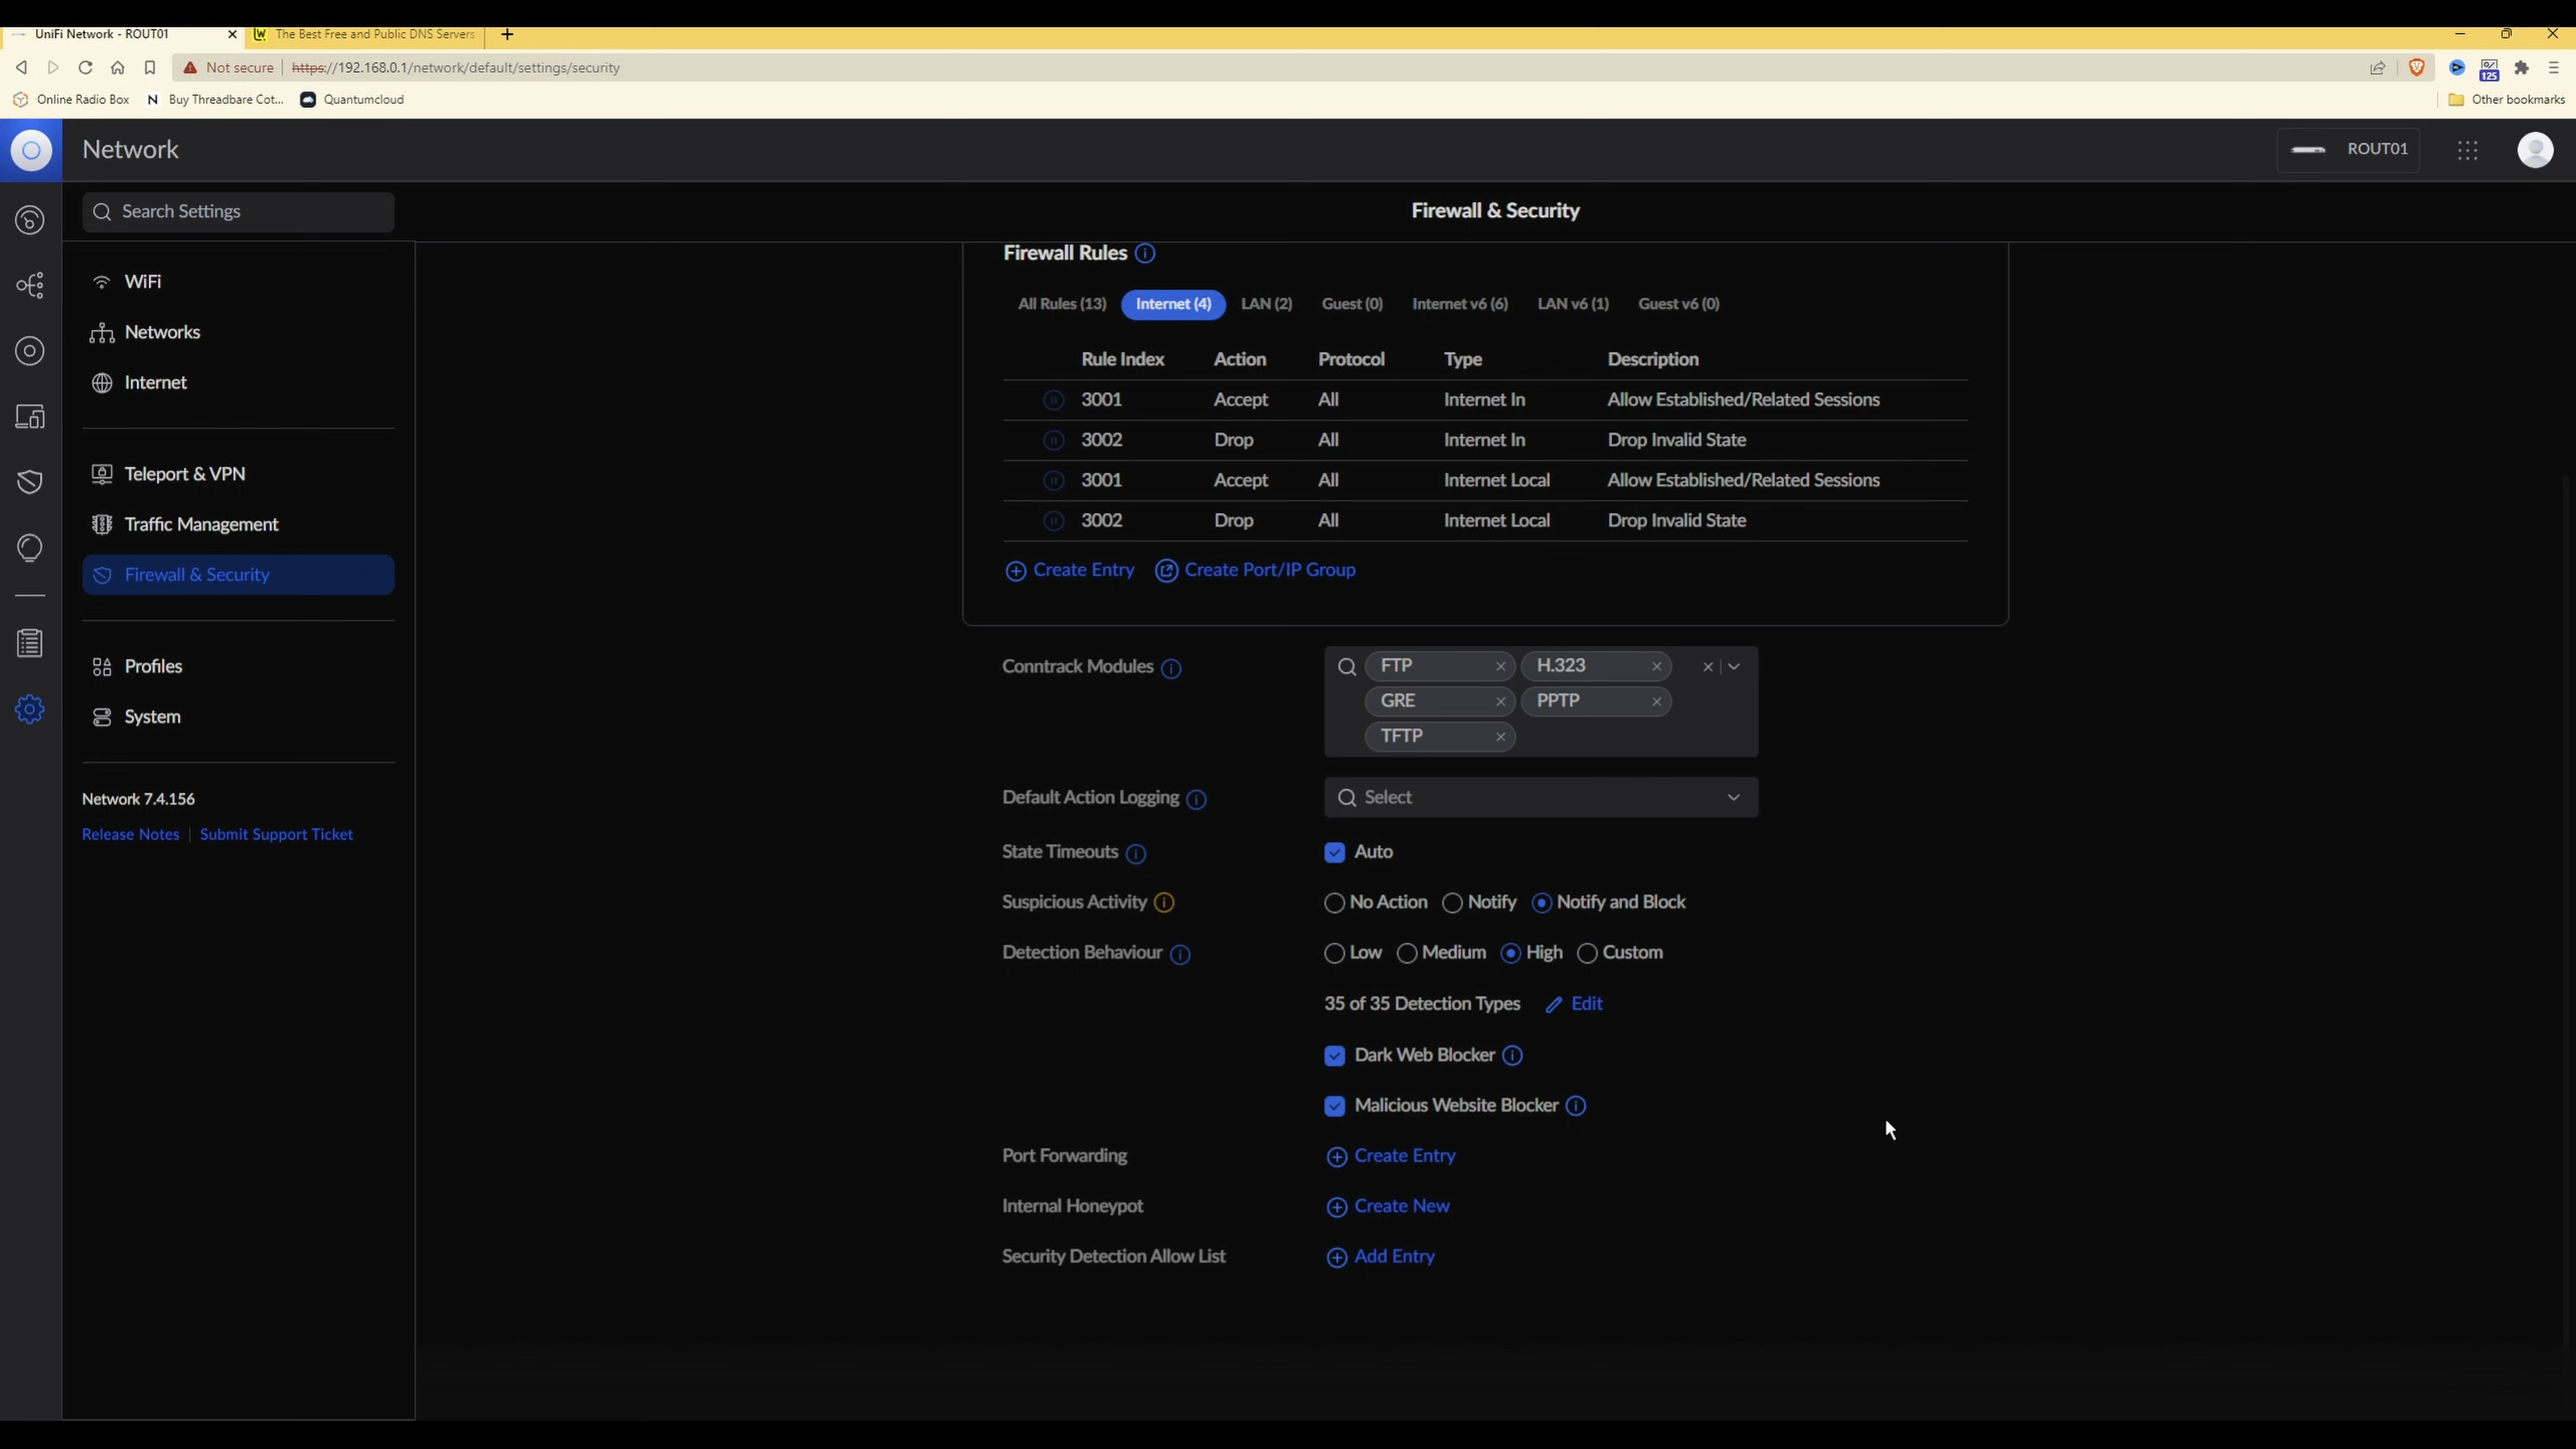 UniFi Network - ROUT01
The Best Free and Public DNS Servers
Not secure https://192.168.0.1/network/default/settings/security
125
Online Radio Box
Buy Threadbare Cot...
Quantumcloud
Other bookmarks
Network
ROUT01
Search Settings
Firewall & Security
WiFi
Networks
Internet
Teleport & VPN
Traffic Management
Firewall & Security
Profiles
System
Network 7.4.156
Release Notes | Submit Support Ticket
Firewall Rules
All Rules (13) Internet (4) LAN (2) Guest (0) Internet v6 (6) LAN v6 (1) Guest v6 (0)
Rule Index Action Protocol Type Description
3001 Accept All Internet In Allow Established/Related Sessions
3002 Drop All Internet In Drop Invalid State
3001 Accept All Internet Local Allow Established/Related Sessions
3002 Drop All Internet Local Drop Invalid State
Create Entry Create Port/IP Group
Conntrack Modules FTP H.323
GRE PPTP
TFTP
Default Action Logging Select
State Timeouts Auto
Suspicious Activity No Action Notify Notify and Block
Detection Behaviour Low Medium High Custom
35 of 35 Detection Types Edit
Dark Web Blocker
Malicious Website Blocker
Port Forwarding Create Entry
Internal Honeypot Create New
Security Detection Allow List Add Entry